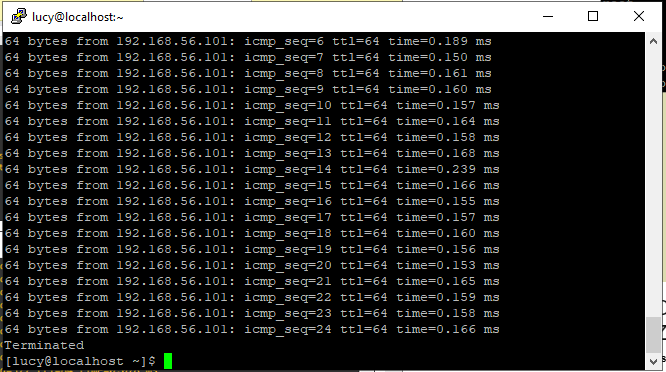 lucy@localhost:~
64 bytes from 192.168.56.101: icmp_seq=6 ttl=64 time=0.189 ms
64 bytes from 192.168.56.101: icmp_seq=7 ttl=64 time=0.150 ms
64 bytes from 192.168.56.101: icmp_seq=8 ttl=64 time=0.161 ms
64 bytes from 192.168.56.101: icmp_seq=9 ttl=64 time=0.160 ms
64 bytes from 192.168.56.101: icmp_seq=10 ttl=64 time=0.157 ms
64 bytes from 192.168.56.101: icmp_seq=11 ttl=64 time=0.164 ms
64 bytes from 192.168.56.101: icmp_seq=12 ttl=64 time=0.158 ms
64 bytes from 192.168.56.101: icmp_seq=13 ttl=64 time=0.168 ms
64 bytes from 192.168.56.101: icmp_seq=14 ttl=64 time=0.239 ms
64 bytes from 192.168.56.101: icmp_seq=15 ttl=64 time=0.166 ms
64 bytes from 192.168.56.101: icmp_seq=16 ttl=64 time=0.155 ms
64 bytes from 192.168.56.101: icmp_seq=17 ttl=64 time=0.157 ms
64 bytes from 192.168.56.101: icmp_seq=18 ttl=64 time=0.160 ms
64 bytes from 192.168.56.101: icmp_seq=19 ttl=64 time=0.156 ms
64 bytes from 192.168.56.101: icmp_seq=20 ttl=64 time=0.153 ms
64 bytes from 192.168.56.101: icmp_seq=21 ttl=64 time=0.165 ms
64 bytes from 192.168.56.101: icmp_seq=22 ttl=64 time=0.159 ms
64 bytes from 192.168.56.101: icmp_seq=23 ttl=64 time=0.158 ms
64 bytes from 192.168.56.101: icmp_seq=24 ttl=64 time=0.166 ms
Terminated
[lucy@localhost ~]$